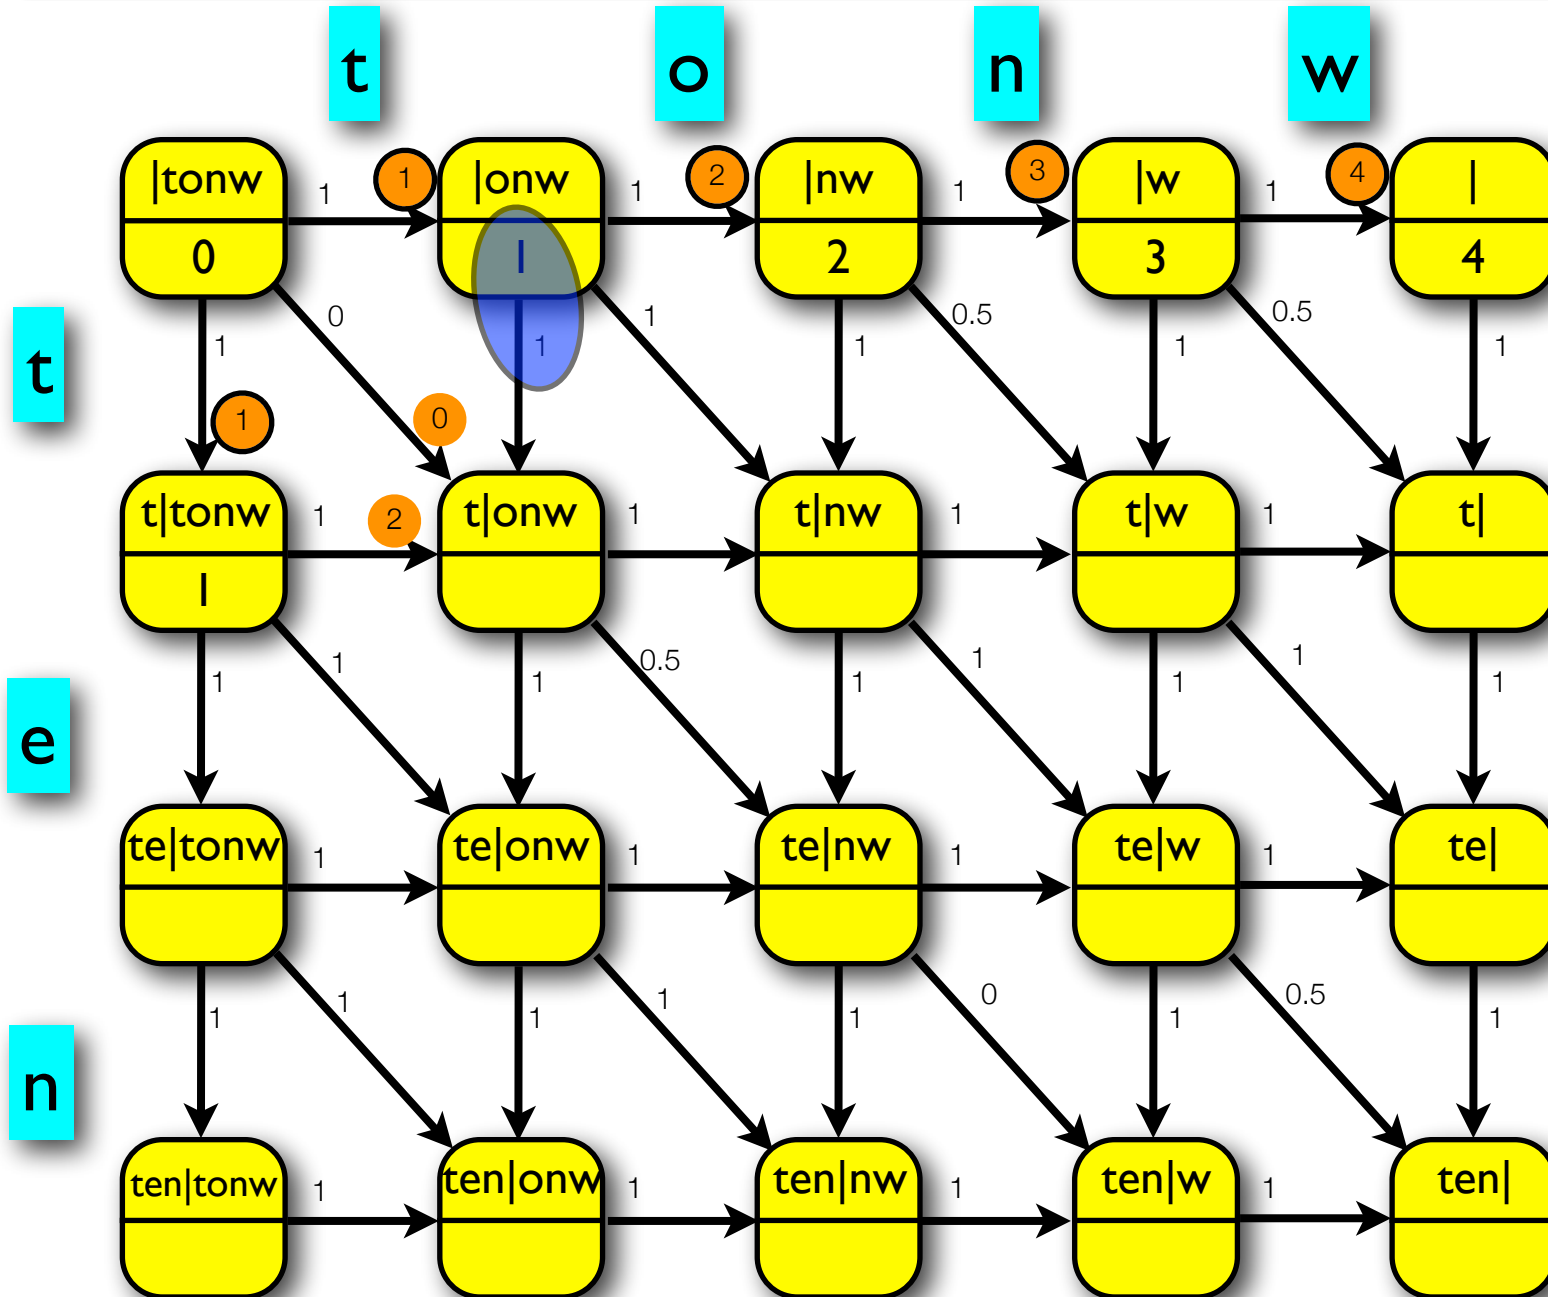 t o n w
|tonw 1 1 |onw 1 2 |nw 1 3 |w 1 4 |
0 1 2 3 4
0 1 0.5 0.5
t 1 1 1 1 1
1 0
t|tonw 1 2 t|onw 1 t|nw 1 t|w 1 t|
1
1 0.5 1 1
e 1 1 1 1 1
te|tonw 1 te|onw 1 te|nw 1 te|w 1 te|
1 1 0 0.5
n 1 1 1 1 1
ten|tonw 1 ten|onw 1 ten|nw 1 ten|w 1 ten|